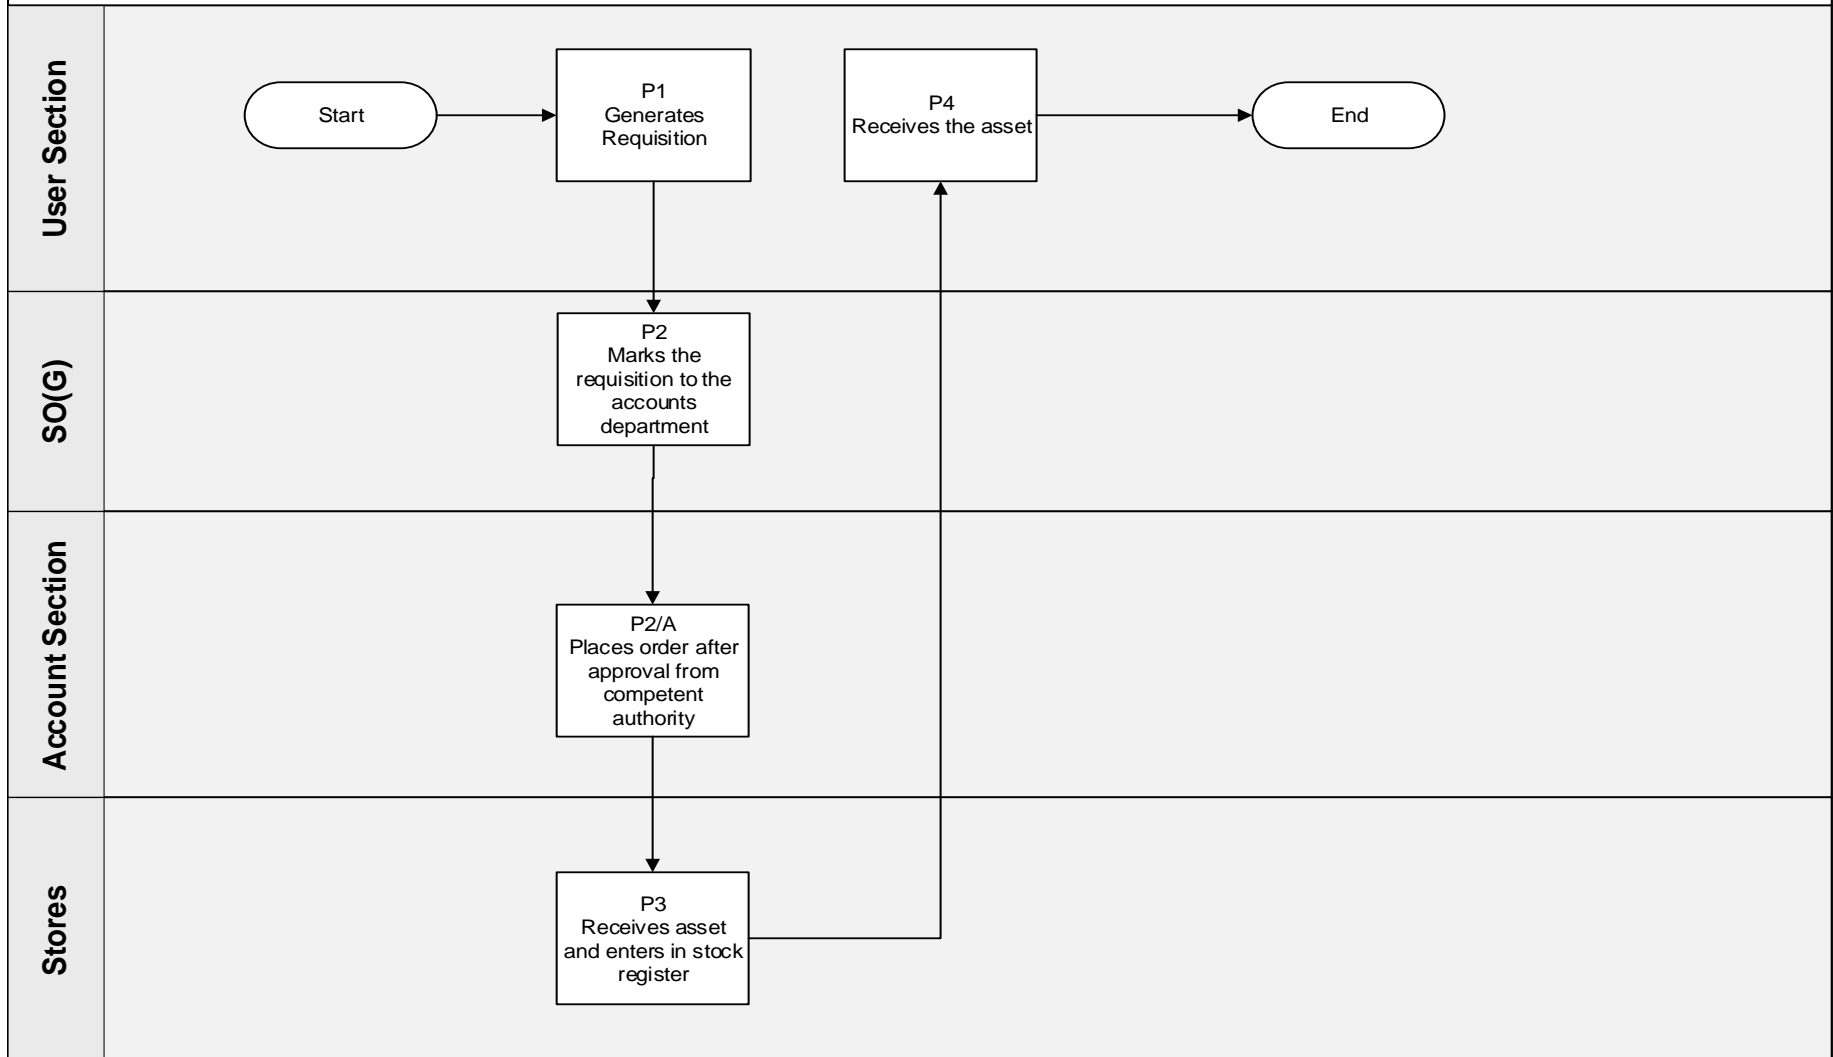 User Section
Start
P1
Generates
Requisition
P4
Receives the asset
End
SO(G)
P2
Marks the
requisition to the
accounts
department
Account Section
P2/A
Places order after
approval from
competent
authority
Stores
P3
Receives asset
and enters in stock
register